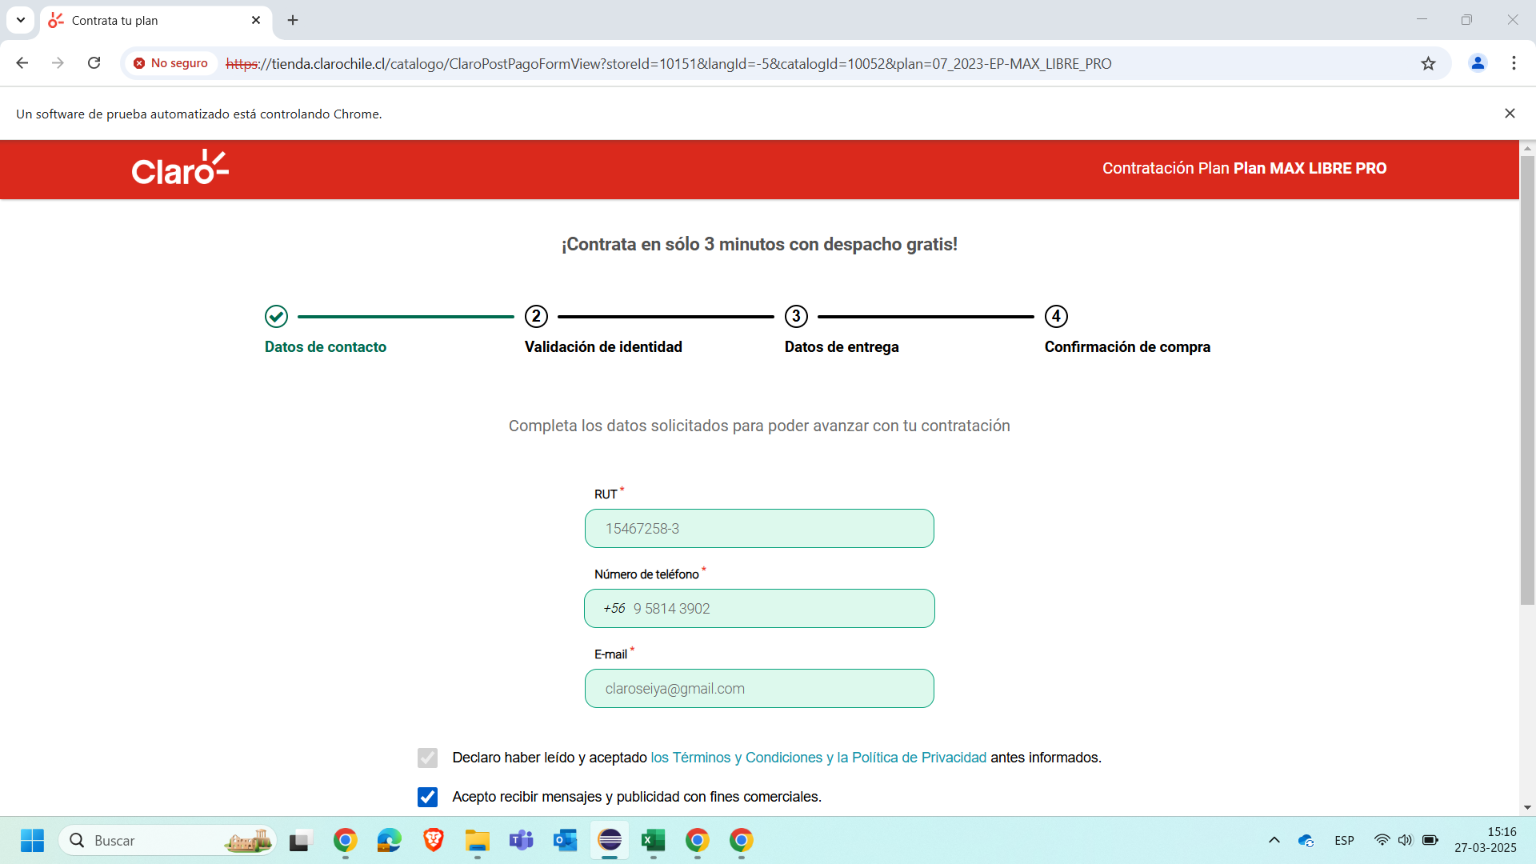 Contrata tu plan
No seguro
https://tienda.clarochile.cl/catalogo/ClaroPostPagoFormView?storeId=10151&langId=-5&catalogId=10052&plan=07_2023-EP-MAX_LIBRE_PRO
Un software de prueba automatizado está controlando Chrome.
Claro
Contratación Plan Plan MAX LIBRE PRO
¡Contrata en sólo 3 minutos con despacho gratis!
2
3
4
Datos de contacto
Validación de identidad
Datos de entrega
Confirmación de compra
Completa los datos solicitados para poder avanzar con tu contratación
RUT *
15467258-3
Número de teléfono *
+56 9 5814 3902
E-mail *
claroseiya@gmail.com
Declaro haber leído y aceptado los Términos y Condiciones y la Política de Privacidad antes informados.
Acepto recibir mensajes y publicidad con fines comerciales.
Buscar
ESP
15:16
27-03-2025